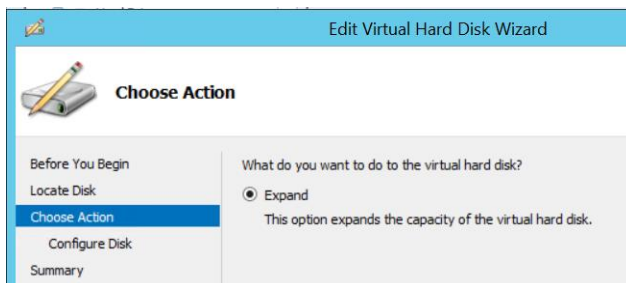 Edit Virtual Hard Disk Wizard
Choose Action
Before You Begin
Locate Disk
Choose Action
Configure Disk
Summary
What do you want to do to the virtual hard disk?
Expand
This option expands the capacity of the virtual hard disk.